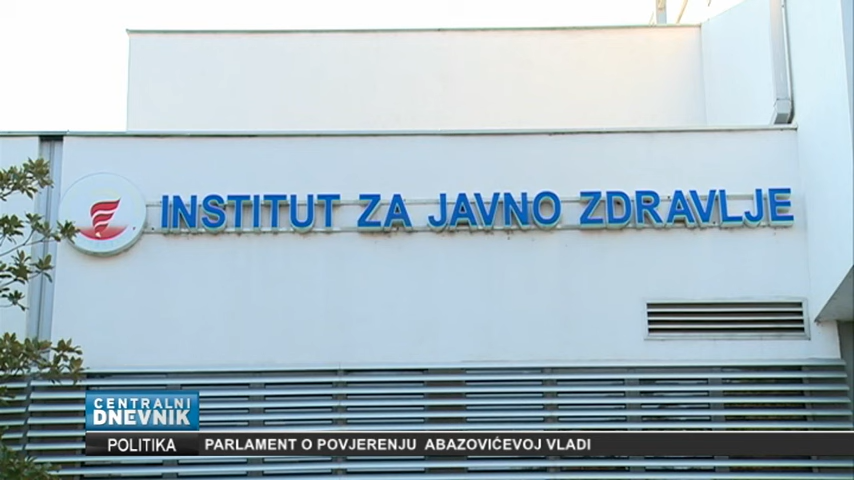 INSTITUT ZA JAVNO ZDRAVLJE
CENTRALNI
DNEVNIK
POLITIKA PARLAMENT O POVJERENJU ABAZOVIĆEVOJ VLADI